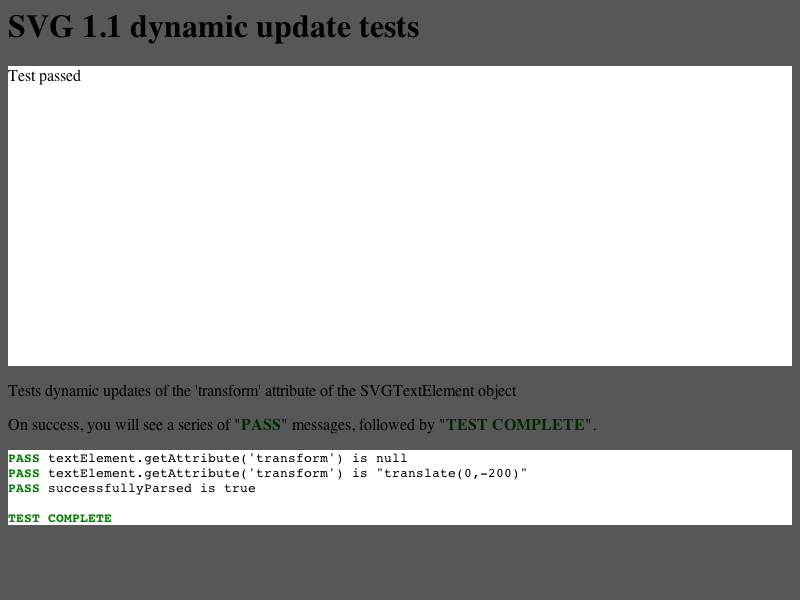 SVG 1.1 dynamic update tests
Test passed
Tests dynamic updates of the 'transform' attribute of the SVGTextElement object
On success, you will see a series of "PASS" messages, followed by "TEST COMPLETE".
PASS textElement.getAttribute('transform') is null
PASS textElement.getAttribute('transform') is "translate(0,-200)"
PASS successfullyParsed is true
TEST COMPLETE